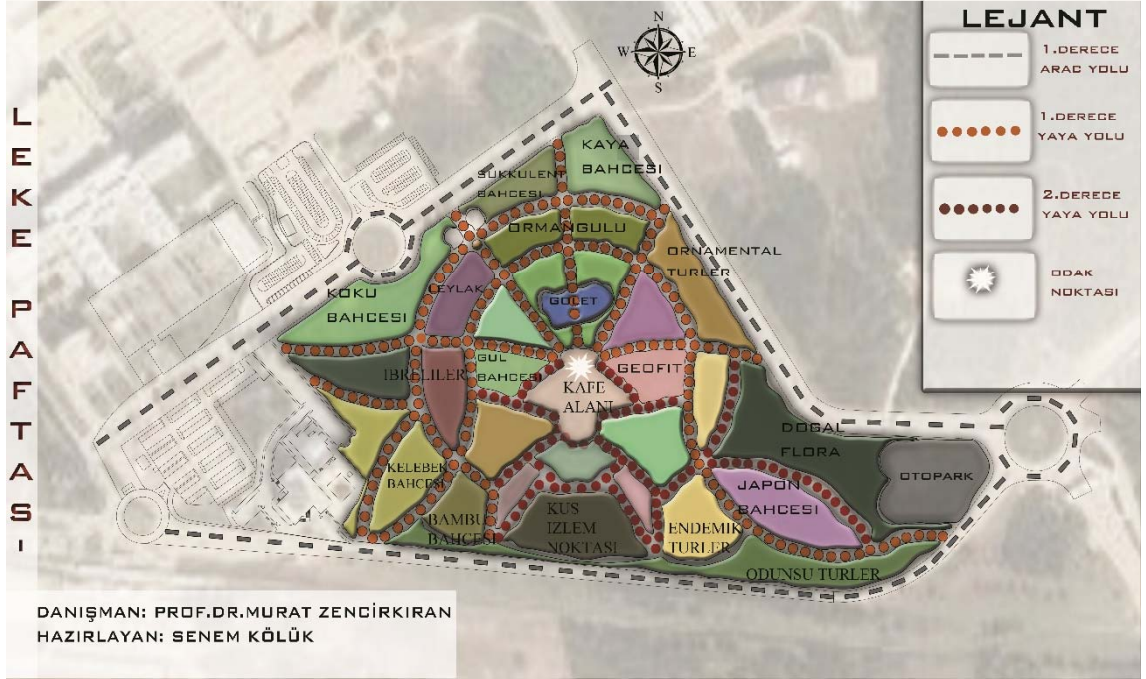 LEKE PAFTASI
N
W E
S
LEJANT
1.DERECE
ARAC YOLU
1.DERECE
YAYA YOLU
2.DERECE
YAYA YOLU
ODAK
NOKTASI
KAYA
BAHCESI
SUKKULENT
BAHCESI
ORMANGULU
ORNAMENTAL
TURLER
KOKU
BAHCESI
LEYLAK
GOLET
IBRELILER
GUL
BAHCESI
GEOFIT
KAFE
ALANI
DOGAL
FLORA
OTOPARK
KELEBEK
BAHCESI
JAPON
BAHCESI
BAMBU
BAHCESI
KUS
IZLEM
NOKTASI
ENDEMIK
TURLER
ODUNSU TURLER
DANIŞMAN: PROF.DR.MURAT ZENCIRKIRAN
HAZIRLAYAN: SENEM KÖLÜK